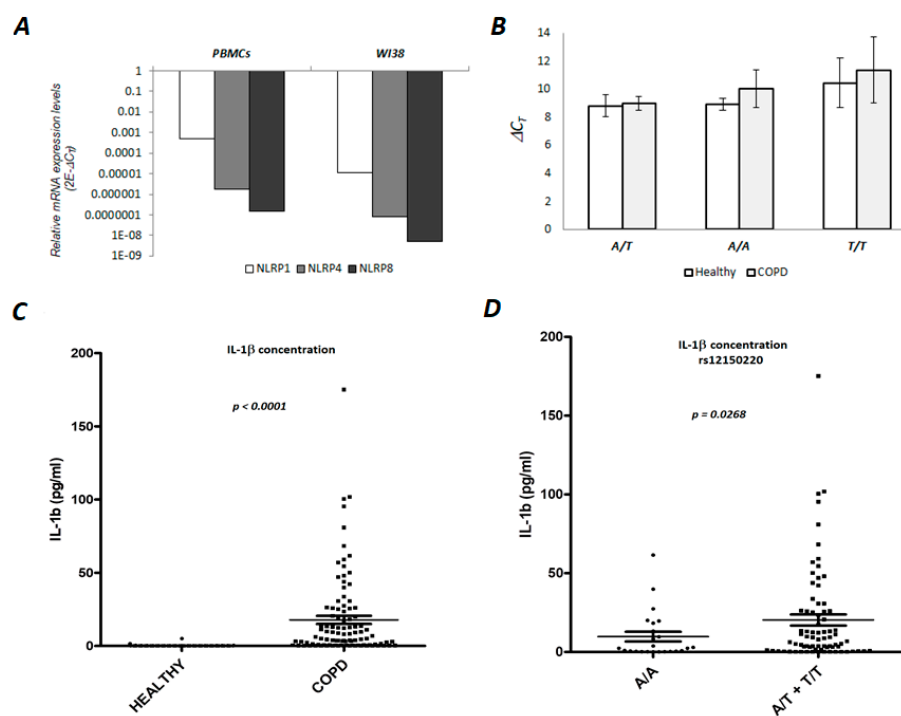 A
PBMCs
WI38
Relative mRNA expression levels
(2E-ΔCT)
1
0.1
0.01
0.001
0.0001
0.00001
0.000001
0.0000001
1E-08
1E-09
NLRP1
NLRP4
NLRP8
B
ΔCT
14
12
10
8
6
4
2
0
A/T
A/A
T/T
Healthy
COPD
C
IL-1β concentration
p < 0.0001
IL-1b (pg/ml)
200
150
100
50
0
HEALTHY
COPD
D
IL-1β concentration
rs12150220
p = 0.0268
IL-1b (pg/ml)
200
150
100
50
0
A/A
A/T + T/T